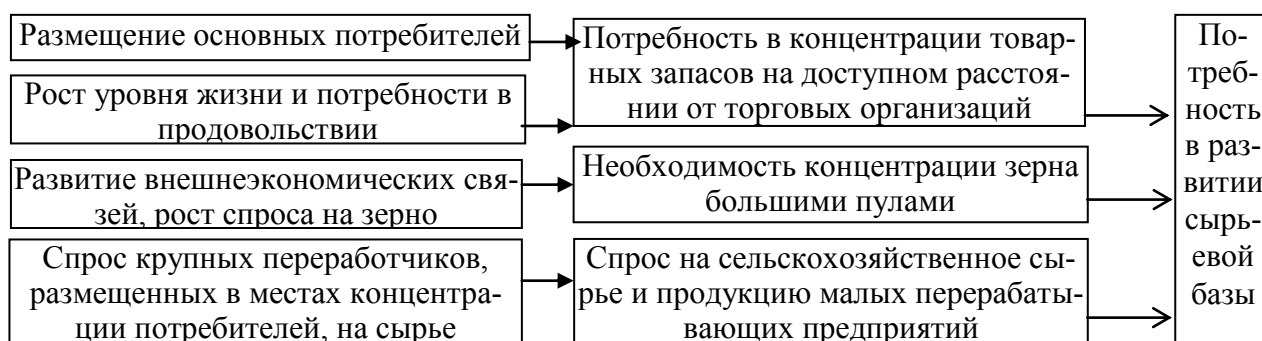 Размещение основных потребителей
Рост уровня жизни и потребности в
продовольствии
Развитие внешнеэкономических свя-
зей, рост спроса на зерно
Спрос крупных переработчиков,
размещенных в местах концентра-
ции потребителей, на сырье
Потребность в концентрации товар-
ных запасов на доступном расстоя-
нии от торговых организаций
Необходимость концентрации зерна
большими пулами
Спрос на сельскохозяйственное сы-
рье и продукцию малых перерабаты-
вающих предприятий
По-
треб-
ность
в раз-
витии
сырь-
евой
базы